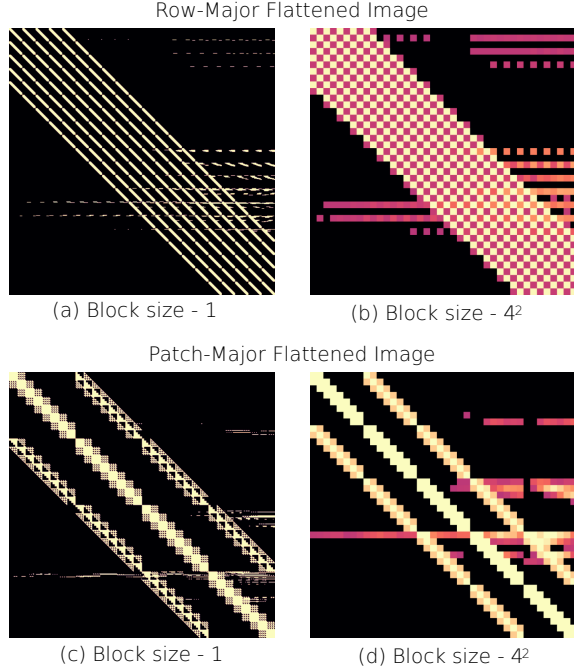 Row-Major Flattened Image
(a) Block size - 1
(b) Block size - 4²
Patch-Major Flattened Image
(c) Block size - 1
(d) Block size - 4²